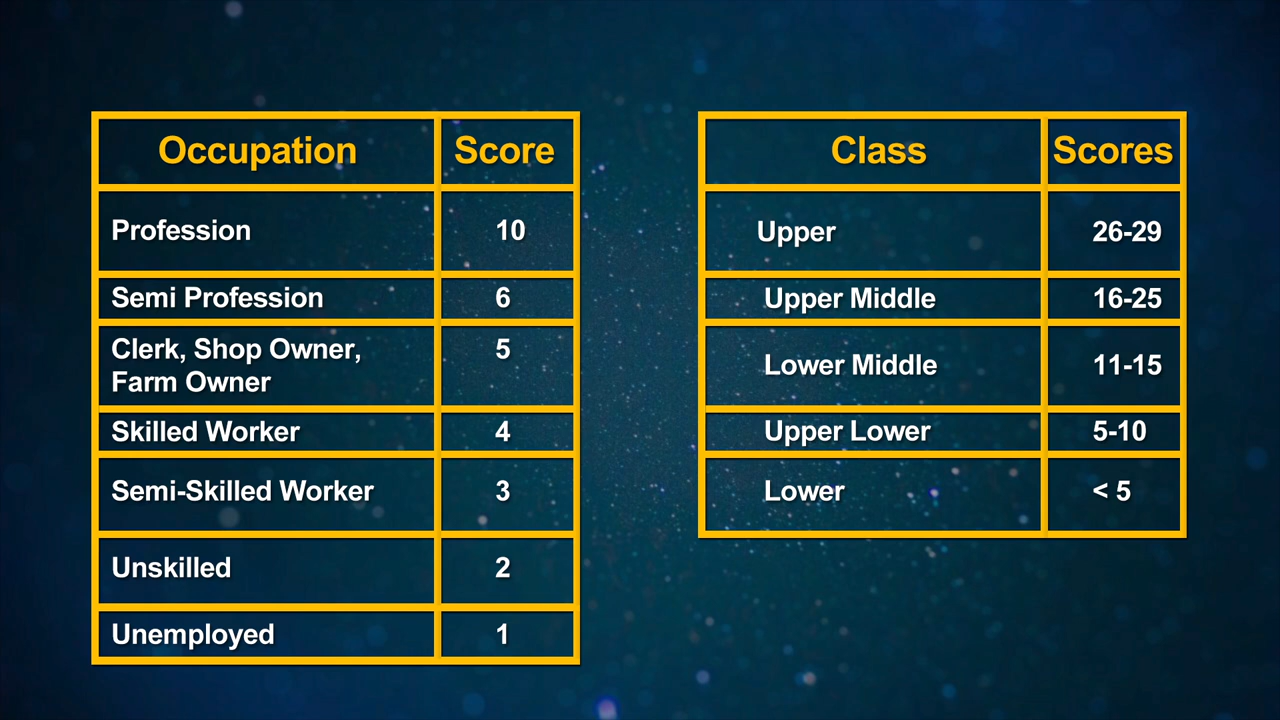 Occupation Score
Profession 10
Semi Profession 6
Clerk, Shop Owner, 5
Farm Owner
Skilled Worker 4
Semi-Skilled Worker 3
Unskilled 2
Unemployed 1
Class Scores
Upper 26-29
Upper Middle 16-25
Lower Middle 11-15
Upper Lower 5-10
Lower < 5